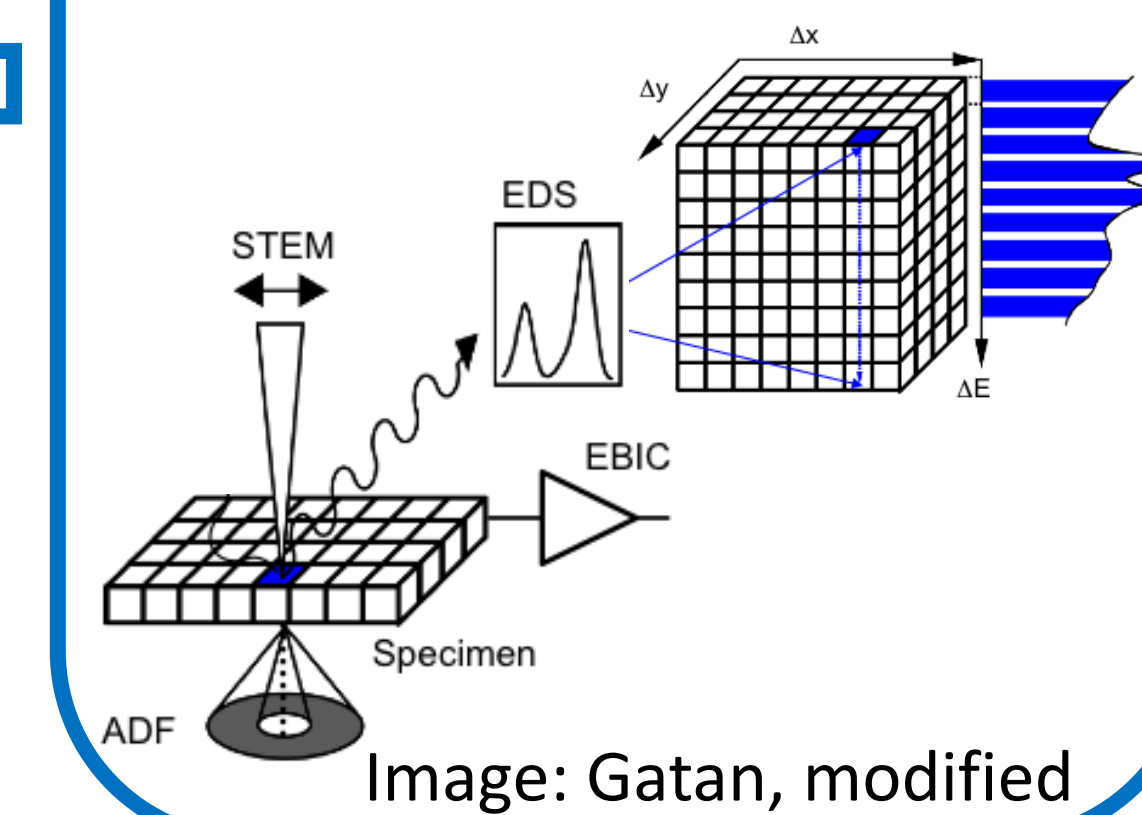 Δx
Δy
EDS
STEM
ΔE
EBIC
Specimen
ADF
Image: Gatan, modified